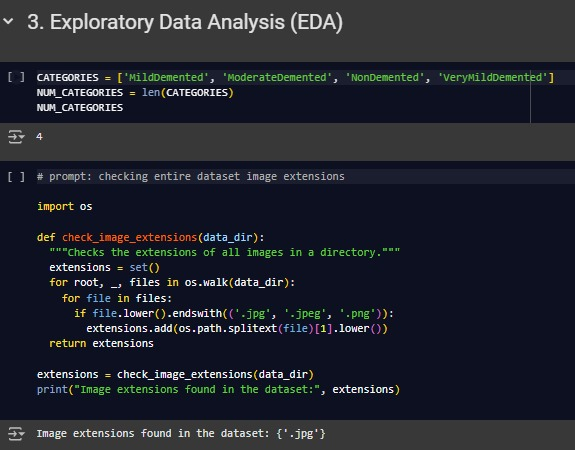 3. Exploratory Data Analysis (EDA)
[ ] CATEGORIES = ['MildDemented', 'ModerateDemented', 'NonDemented', 'VeryMildDemented']
NUM_CATEGORIES = len(CATEGORIES)
NUM_CATEGORIES
4
[ ] # prompt: checking entire dataset image extensions
import os
def check_image_extensions(data_dir):
"""Checks the extensions of all images in a directory."""
extensions = set()
for root, _, files in os.walk(data_dir):
for file in files:
if file.lower().endswith(('.jpg', '.jpeg', '.png')):
extensions.add(os.path.splitext(file)[1].lower())
return extensions
extensions = check_image_extensions(data_dir)
print("Image extensions found in the dataset:", extensions)
Image extensions found in the dataset: {'.jpg'}